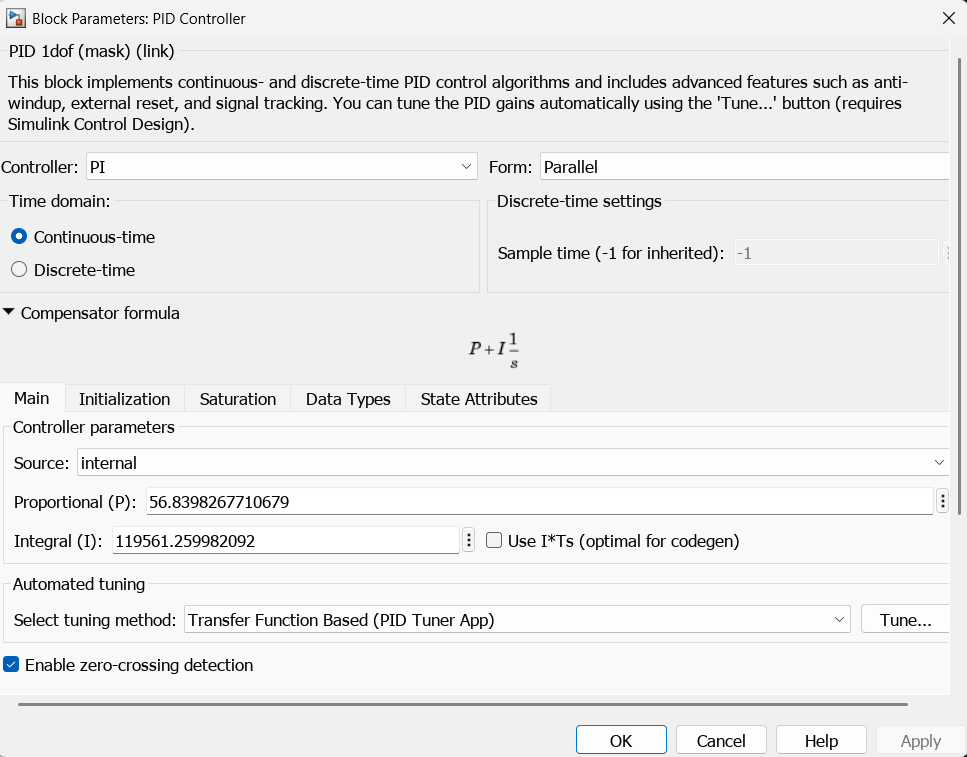 Block Parameters: PID Controller
PID 1dof (mask) (link)
This block implements continuous- and discrete-time PID control algorithms and includes advanced features such as anti-
windup, external reset, and signal tracking. You can tune the PID gains automatically using the 'Tune...' button (requires
Simulink Control Design).
Controller: PI Form: Parallel
Time domain: Discrete-time settings
Continuous-time
Sample time (-1 for inherited): -1
Discrete-time
Compensator formula
P + I 1/s
Main Initialization Saturation Data Types State Attributes
Controller parameters
Source: internal
Proportional (P): 56.8398267710679
Integral (I): 119561.259982092 Use I*Ts (optimal for codegen)
Automated tuning
Select tuning method: Transfer Function Based (PID Tuner App) Tune...
Enable zero-crossing detection
OK Cancel Help Apply